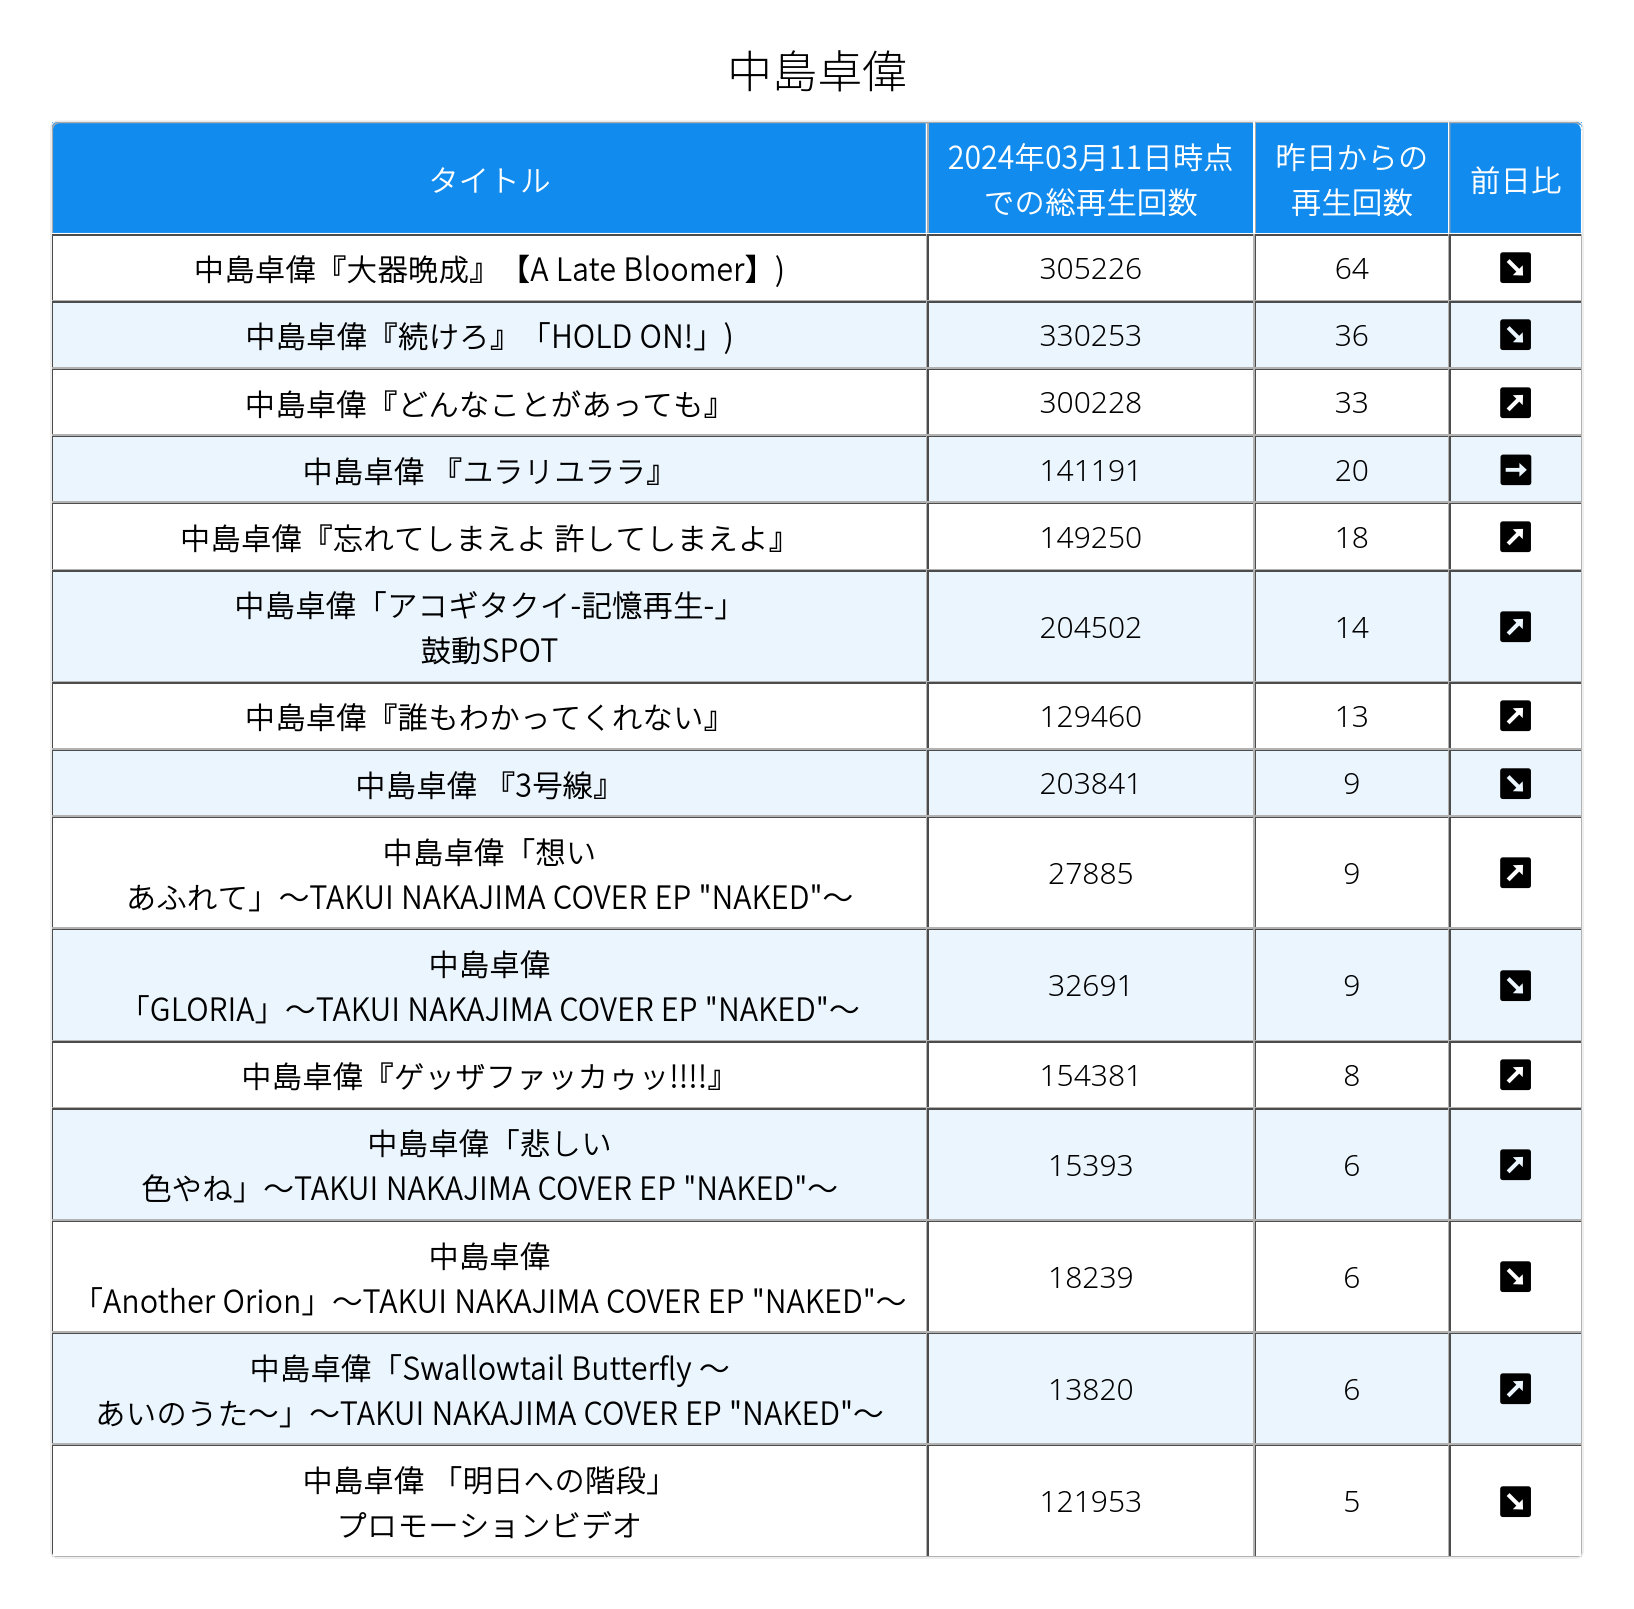 中島卓偉
タイトル
2024年03月11日時点
での総再生回数
昨日からの
再生回数
前日比
中島卓偉『大器晩成』【A Late Bloomer】)
305226
64
中島卓偉『続けろ』「HOLD ON!」)
330253
36
中島卓偉『どんなことがあっても』
300228
33
中島卓偉 『ユラリユララ』
141191
20
中島卓偉『忘れてしまえよ 許してしまえよ』
149250
18
中島卓偉「アコギタクイ-記憶再生-」
鼓動SPOT
204502
14
中島卓偉『誰もわかってくれない』
129460
13
中島卓偉 『3号線』
203841
9
中島卓偉「想い
あふれて」～TAKUI NAKAJIMA COVER EP "NAKED"～
27885
9
中島卓偉
「GLORIA」～TAKUI NAKAJIMA COVER EP "NAKED"～
32691
9
中島卓偉『ゲッザファッカゥッ!!!!』
154381
8
中島卓偉「悲しい
色やね」～TAKUI NAKAJIMA COVER EP "NAKED"～
15393
6
中島卓偉
「Another Orion」～TAKUI NAKAJIMA COVER EP "NAKED"～
18239
6
中島卓偉「Swallowtail Butterfly ～
あいのうた～」～TAKUI NAKAJIMA COVER EP "NAKED"～
13820
6
中島卓偉 「明日への階段」
プロモーションビデオ
121953
5